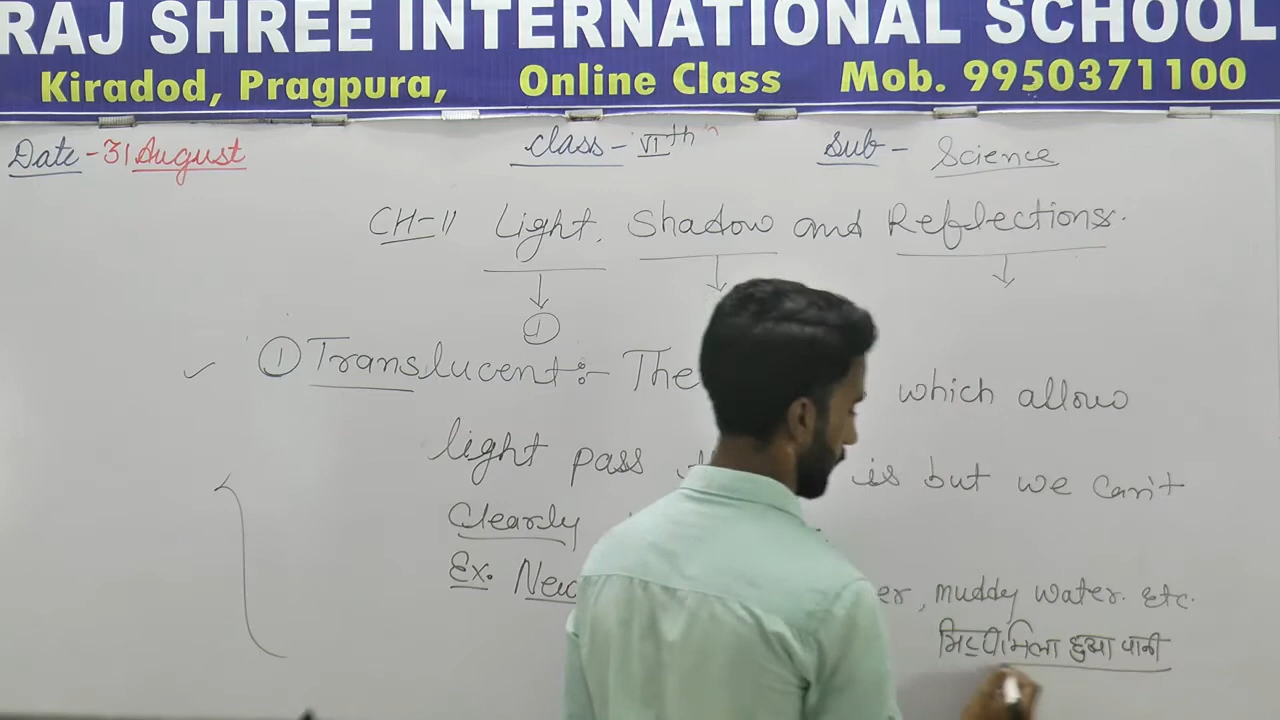 RAJ SHREE INTERNATIONAL SCHOOL
Kiradod, Pragpura, Online Class Mob. 9950371100
Date - 31 August Class - VIth Sub - Science
CH-11 Light, Shadow and Reflections.
①
① Translucent :- The which allow
light pass is but we can't
Clearly
Ex. er, muddy water. etc.
मिट्टी मिला हुआ पानी